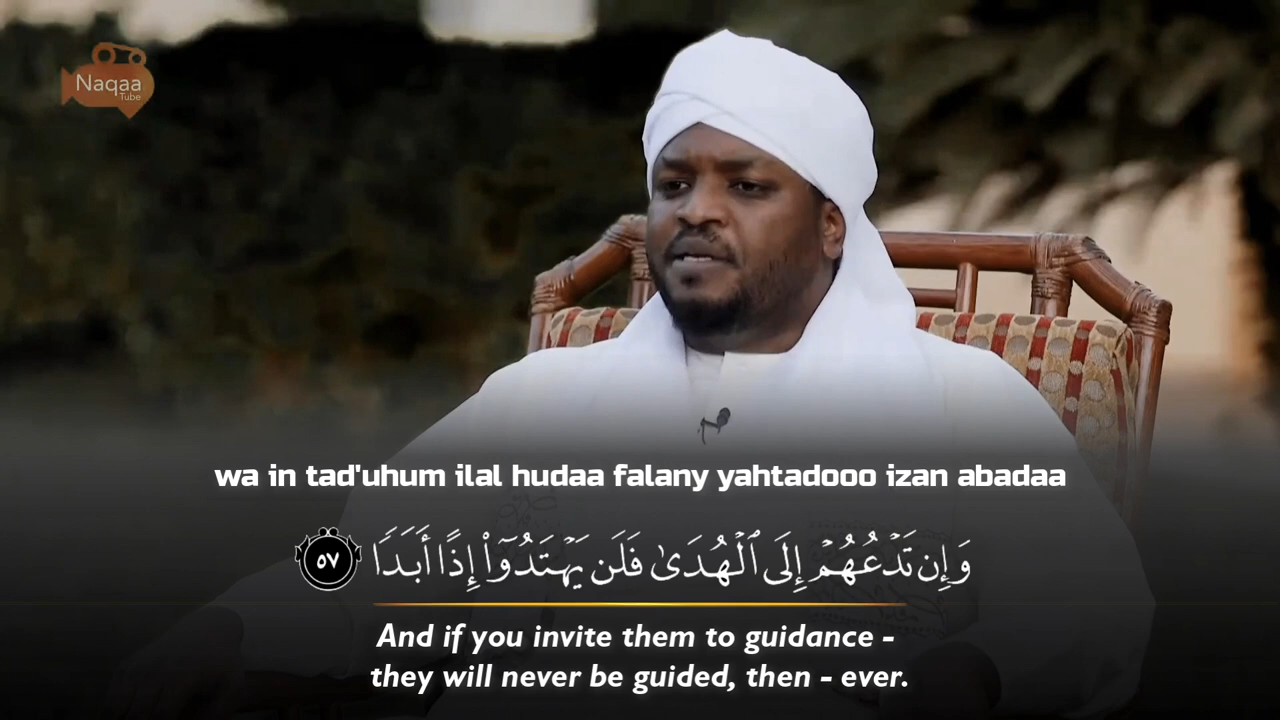 Naqaa
Tube
wa in tad'uhum ilal hudaa falany yahtadooo izan abadaa
وَإِن تَدْعُهُمْ إِلَى ٱلْهُدَىٰ فَلَن يَهْتَدُوٓا۟ إِذًا أَبَدًا ٥٧
And if you invite them to guidance -
they will never be guided, then - ever.